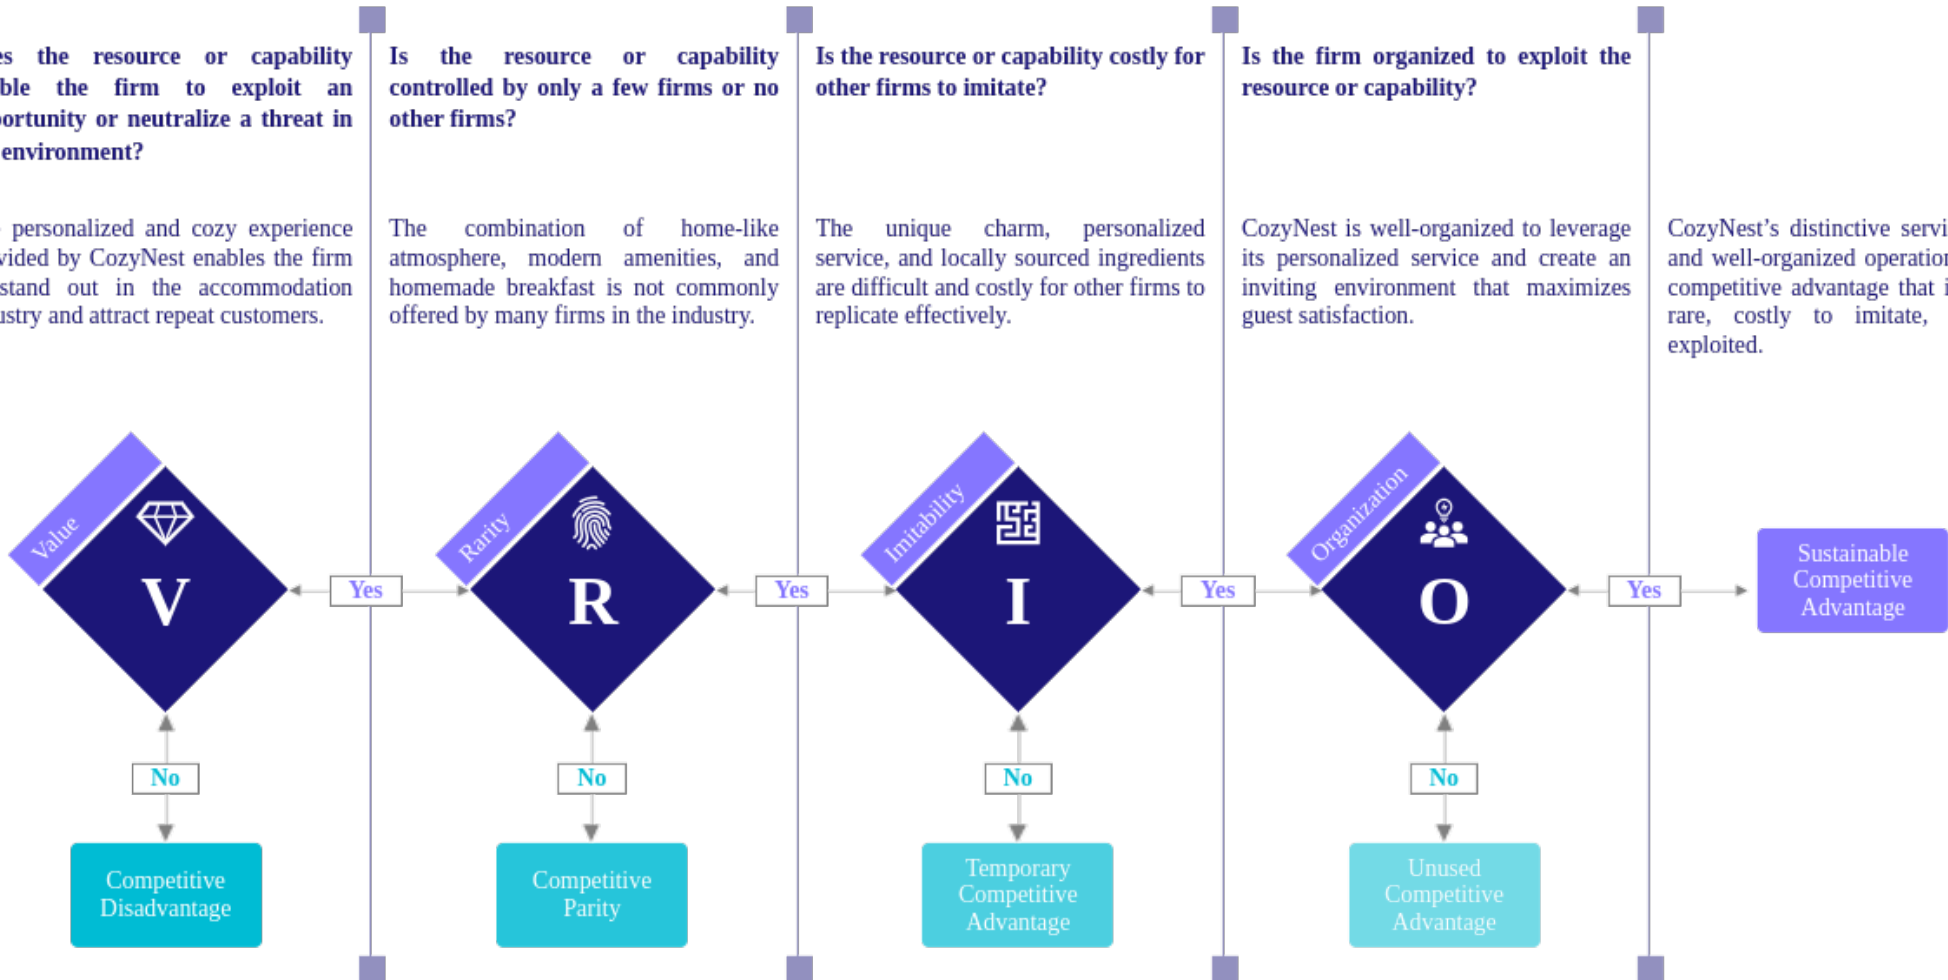 the resource or capability
the firm to exploit an
or neutralize a threat in
environment?
personalized and cozy experience
by CozyNest enables the firm
stand out in the accommodation
and attract repeat customers.
Is the resource or capability
controlled by only a few firms or no
other firms?
The combination of home-like
atmosphere, modern amenities, and
homemade breakfast is not commonly
offered by many firms in the industry.
Is the resource or capability costly for
other firms to imitate?
The unique charm, personalized
service, and locally sourced ingredients
are difficult and costly for other firms to
replicate effectively.
Is the firm organized to exploit the
resource or capability?
CozyNest is well-organized to leverage
its personalized service and create an
inviting environment that maximizes
guest satisfaction.
CozyNest’s distinctive
and well-organized
competitive advantage that
rare, costly to imitate,
exploited.
Value
V
Yes
Rarity
R
Yes
Imitability
I
Yes
Organization
O
Yes
Sustainable
Competitive
Advantage
No
No
No
No
Competitive
Disadvantage
Competitive
Parity
Temporary
Competitive
Advantage
Unused
Competitive
Advantage